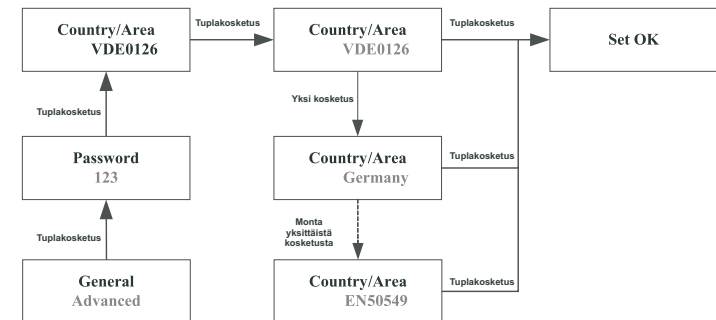 Country/Area
VDE0126
Tuplakosketus
Country/Area
VDE0126
Tuplakosketus
Set OK
Tuplakosketus
Yksi kosketus
Password
123
Country/Area
Germany
Tuplakosketus
Tuplakosketus
Monta
yksittäistä
kosketusta
General
Advanced
Country/Area
EN50549
Tuplakosketus